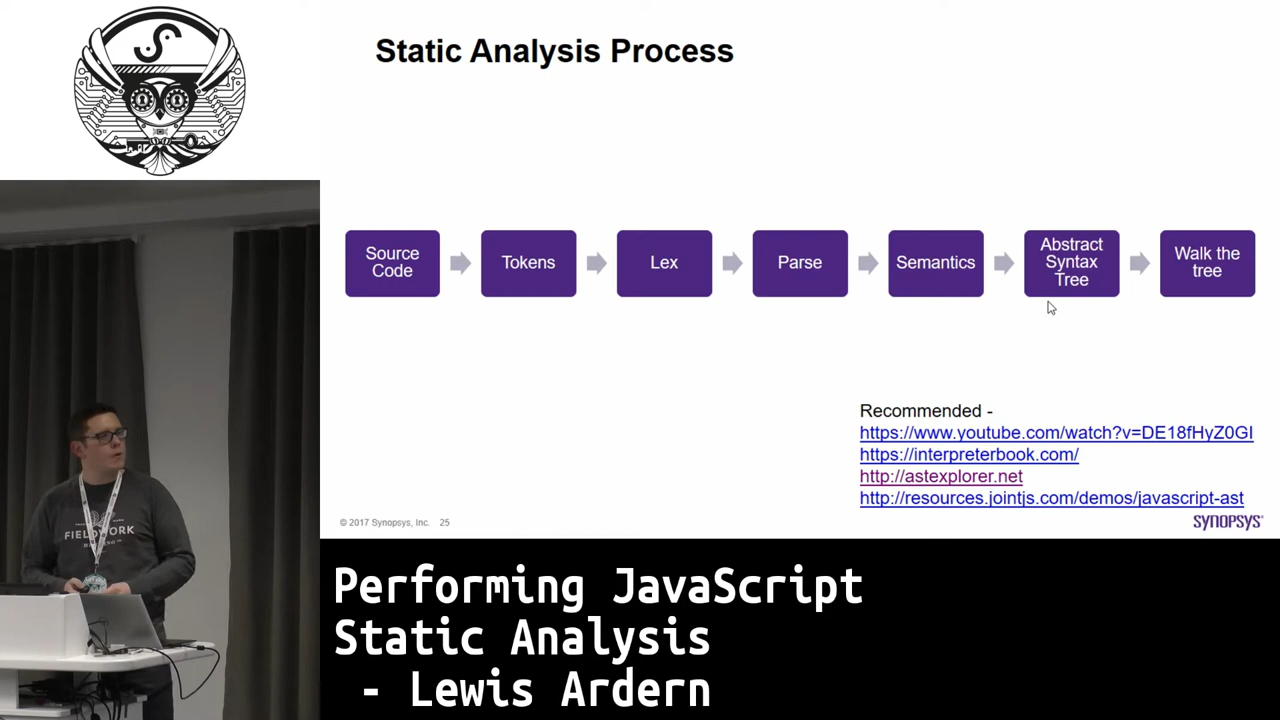 Static Analysis Process
Source
Code
Tokens
Lex
Parse
Semantics
Abstract
Syntax
Tree
Walk the
tree
Recommended -
https://www.youtube.com/watch?v=DE18fHyZ0GI
https://interpreterbook.com/
http://astexplorer.net
http://resources.jointjs.com/demos/javascript-ast
© 2017 Synopsys, Inc. 25
SYNOPSYS
FIELDWORK
Performing JavaScript
Static Analysis
- Lewis Ardern